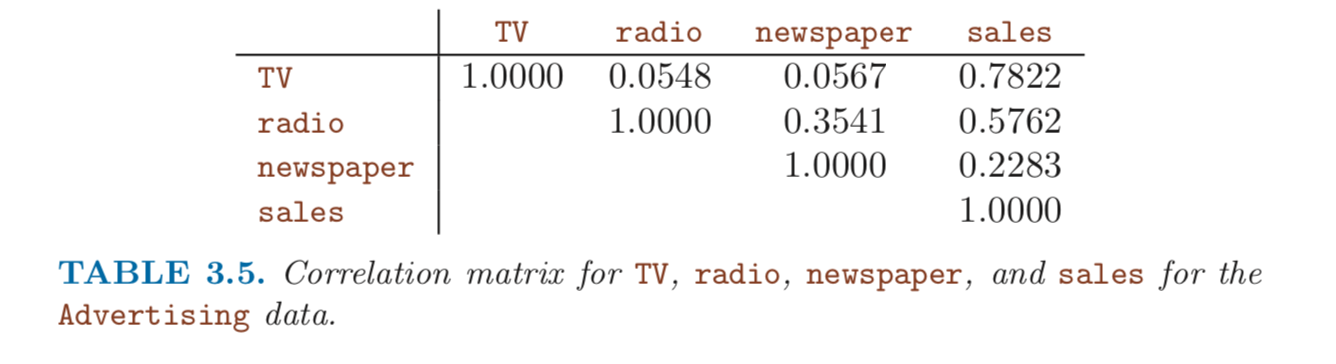 TV radio newspaper sales
TV 1.0000 0.0548 0.0567 0.7822
radio 1.0000 0.3541 0.5762
newspaper 1.0000 0.2283
sales 1.0000
TABLE 3.5. Correlation matrix for TV, radio, newspaper, and sales for the
Advertising data.